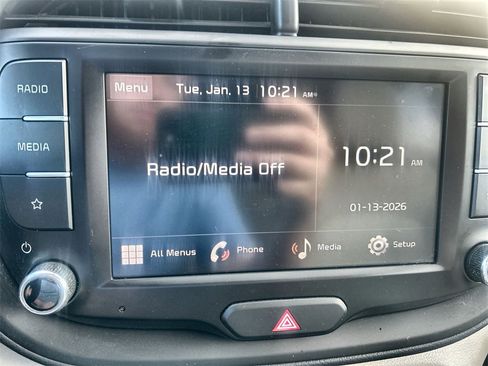 RADIO
MEDIA
Menu Tue, Jan. 13 10:21 AM
Radio/Media Off
10:21 AM
01-13-2026
All Menus Phone Media Setup